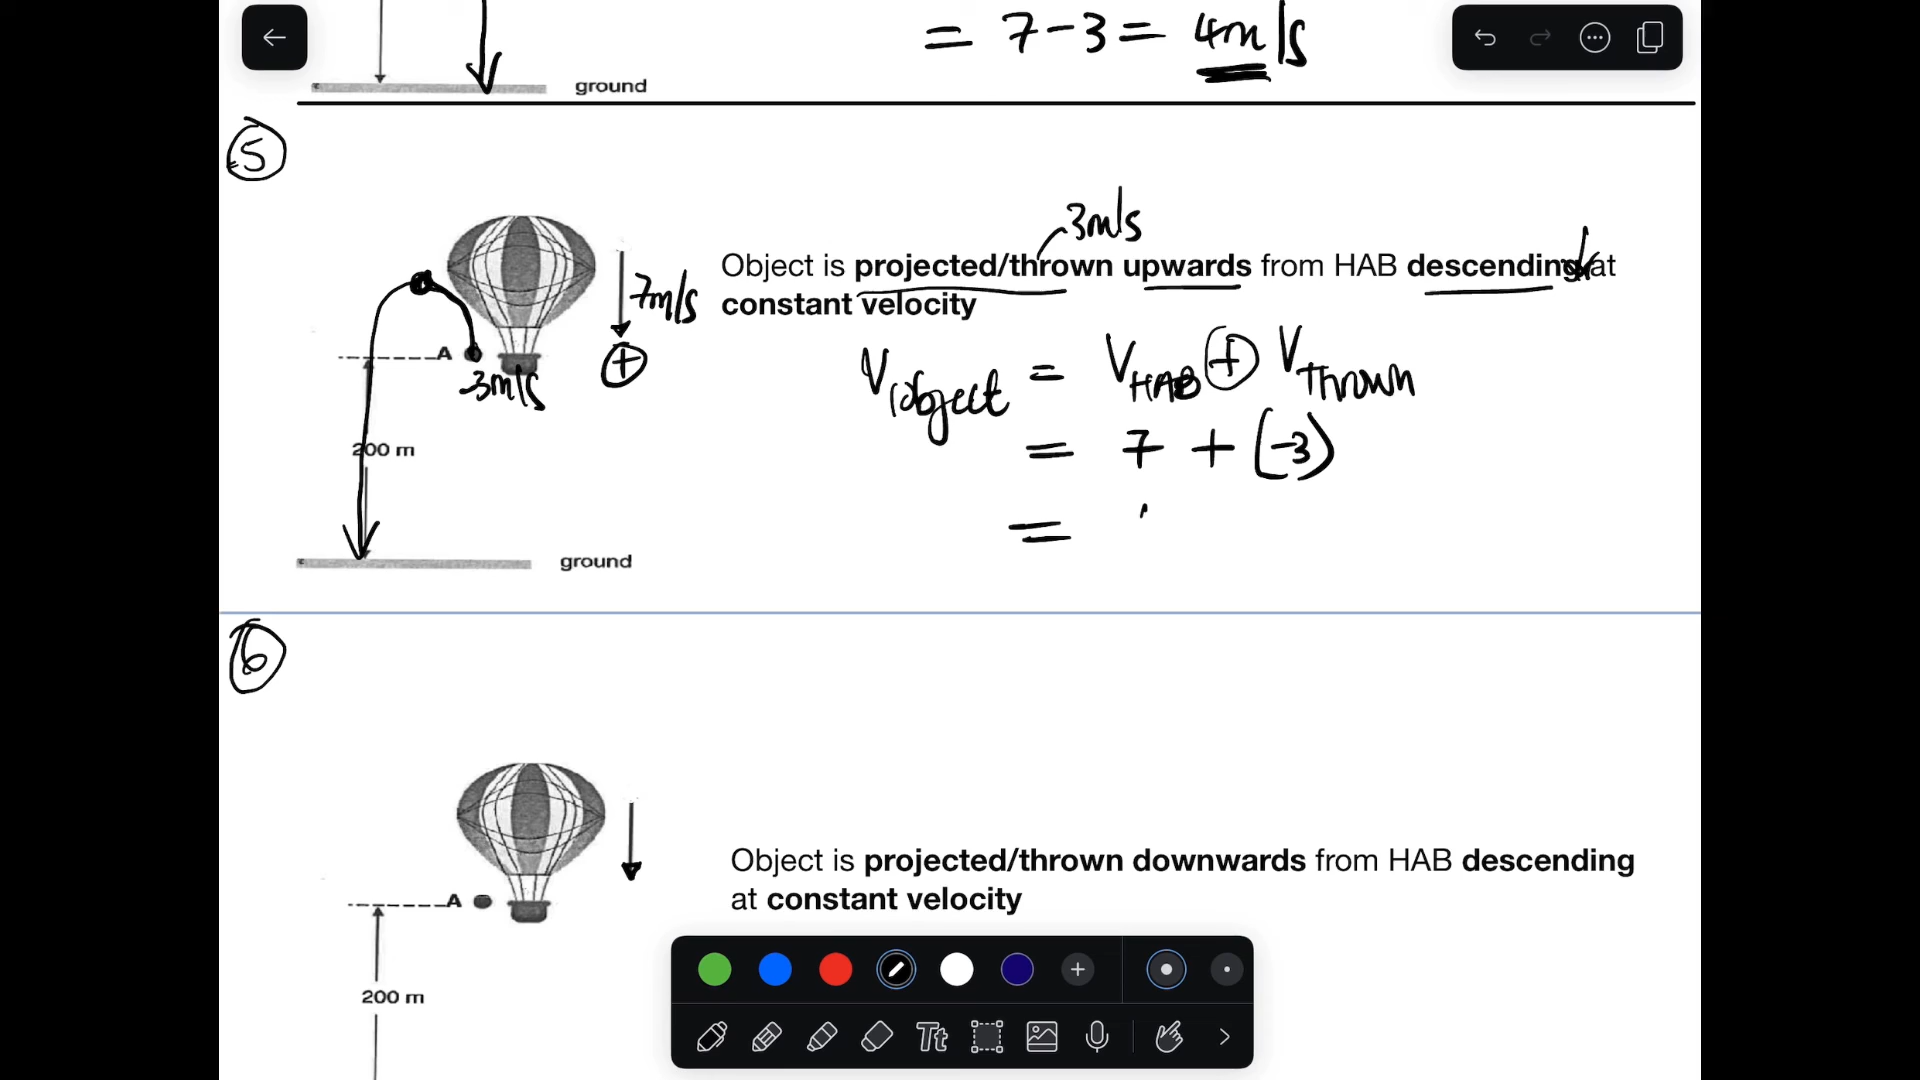 = 7-3= 4m/s
ground
5
3m/s
Object is projected/thrown upwards from HAB descending at
constant velocity
7m/s
+
A
-3m/s
V object = V HAB + V Thrown
= 7 + (-3)
=
200 m
ground
6
Object is projected/thrown downwards from HAB descending
at constant velocity
A
200 m
Tt